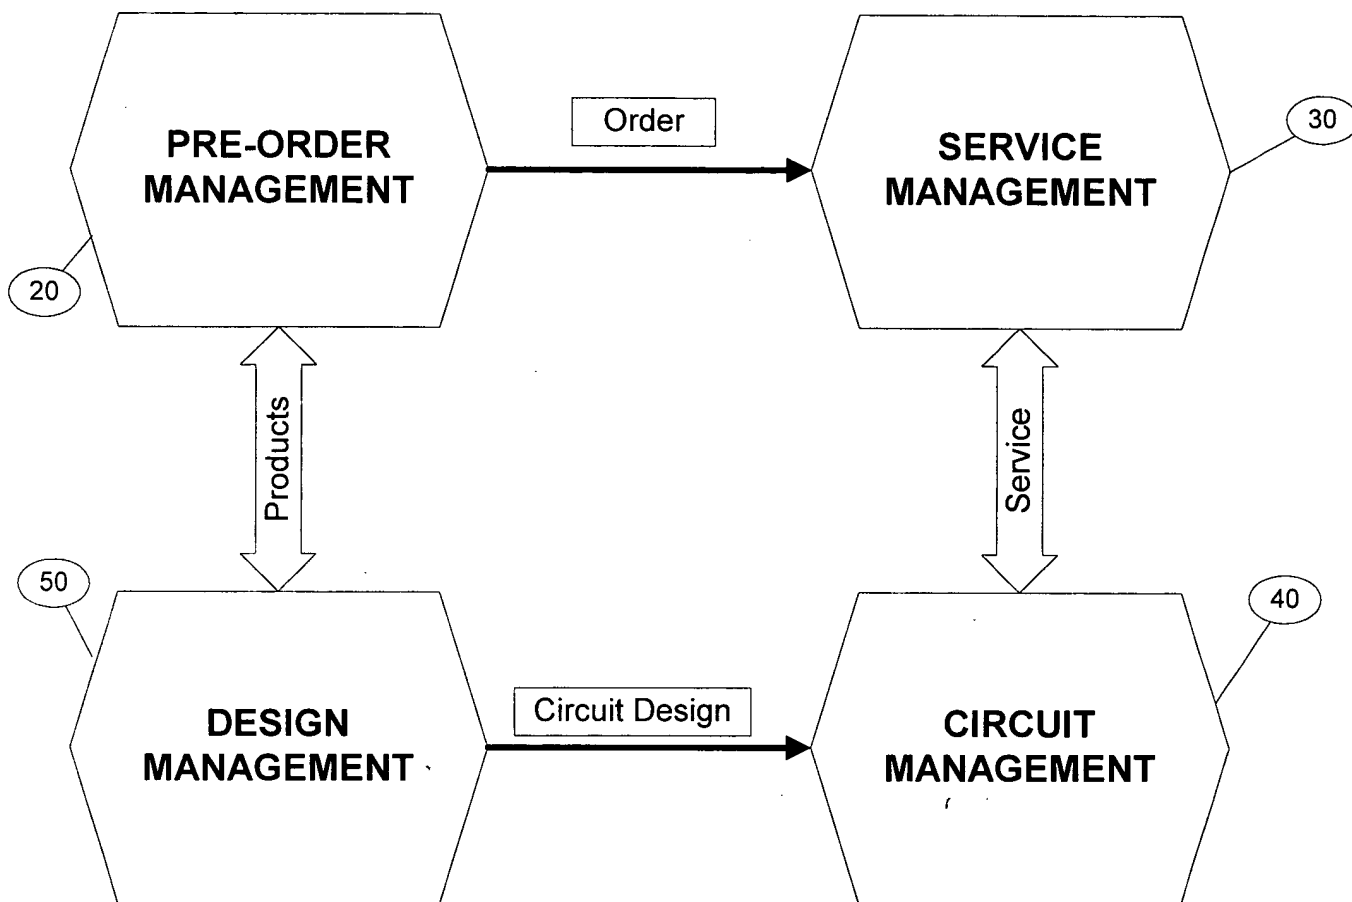 Order
PRE-ORDER
MANAGEMENT
SERVICE
MANAGEMENT
30
20
Products
Service
50
40
Circuit Design
DESIGN
MANAGEMENT
CIRCUIT
MANAGEMENT